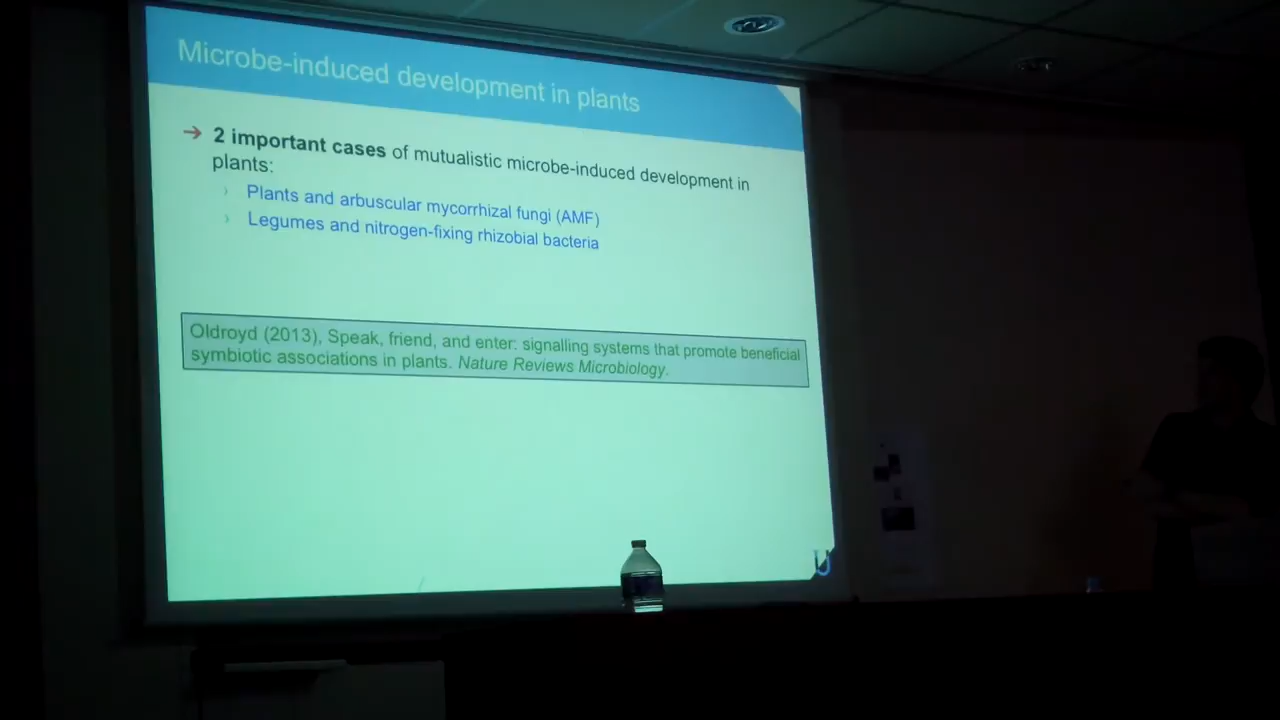 Microbe-induced development in plants
→ 2 important cases of mutualistic microbe-induced development in
plants:
› Plants and arbuscular mycorrhizal fungi (AMF)
› Legumes and nitrogen-fixing rhizobial bacteria
Oldroyd (2013), Speak, friend, and enter: signalling systems that promote beneficial
symbiotic associations in plants. Nature Reviews Microbiology.